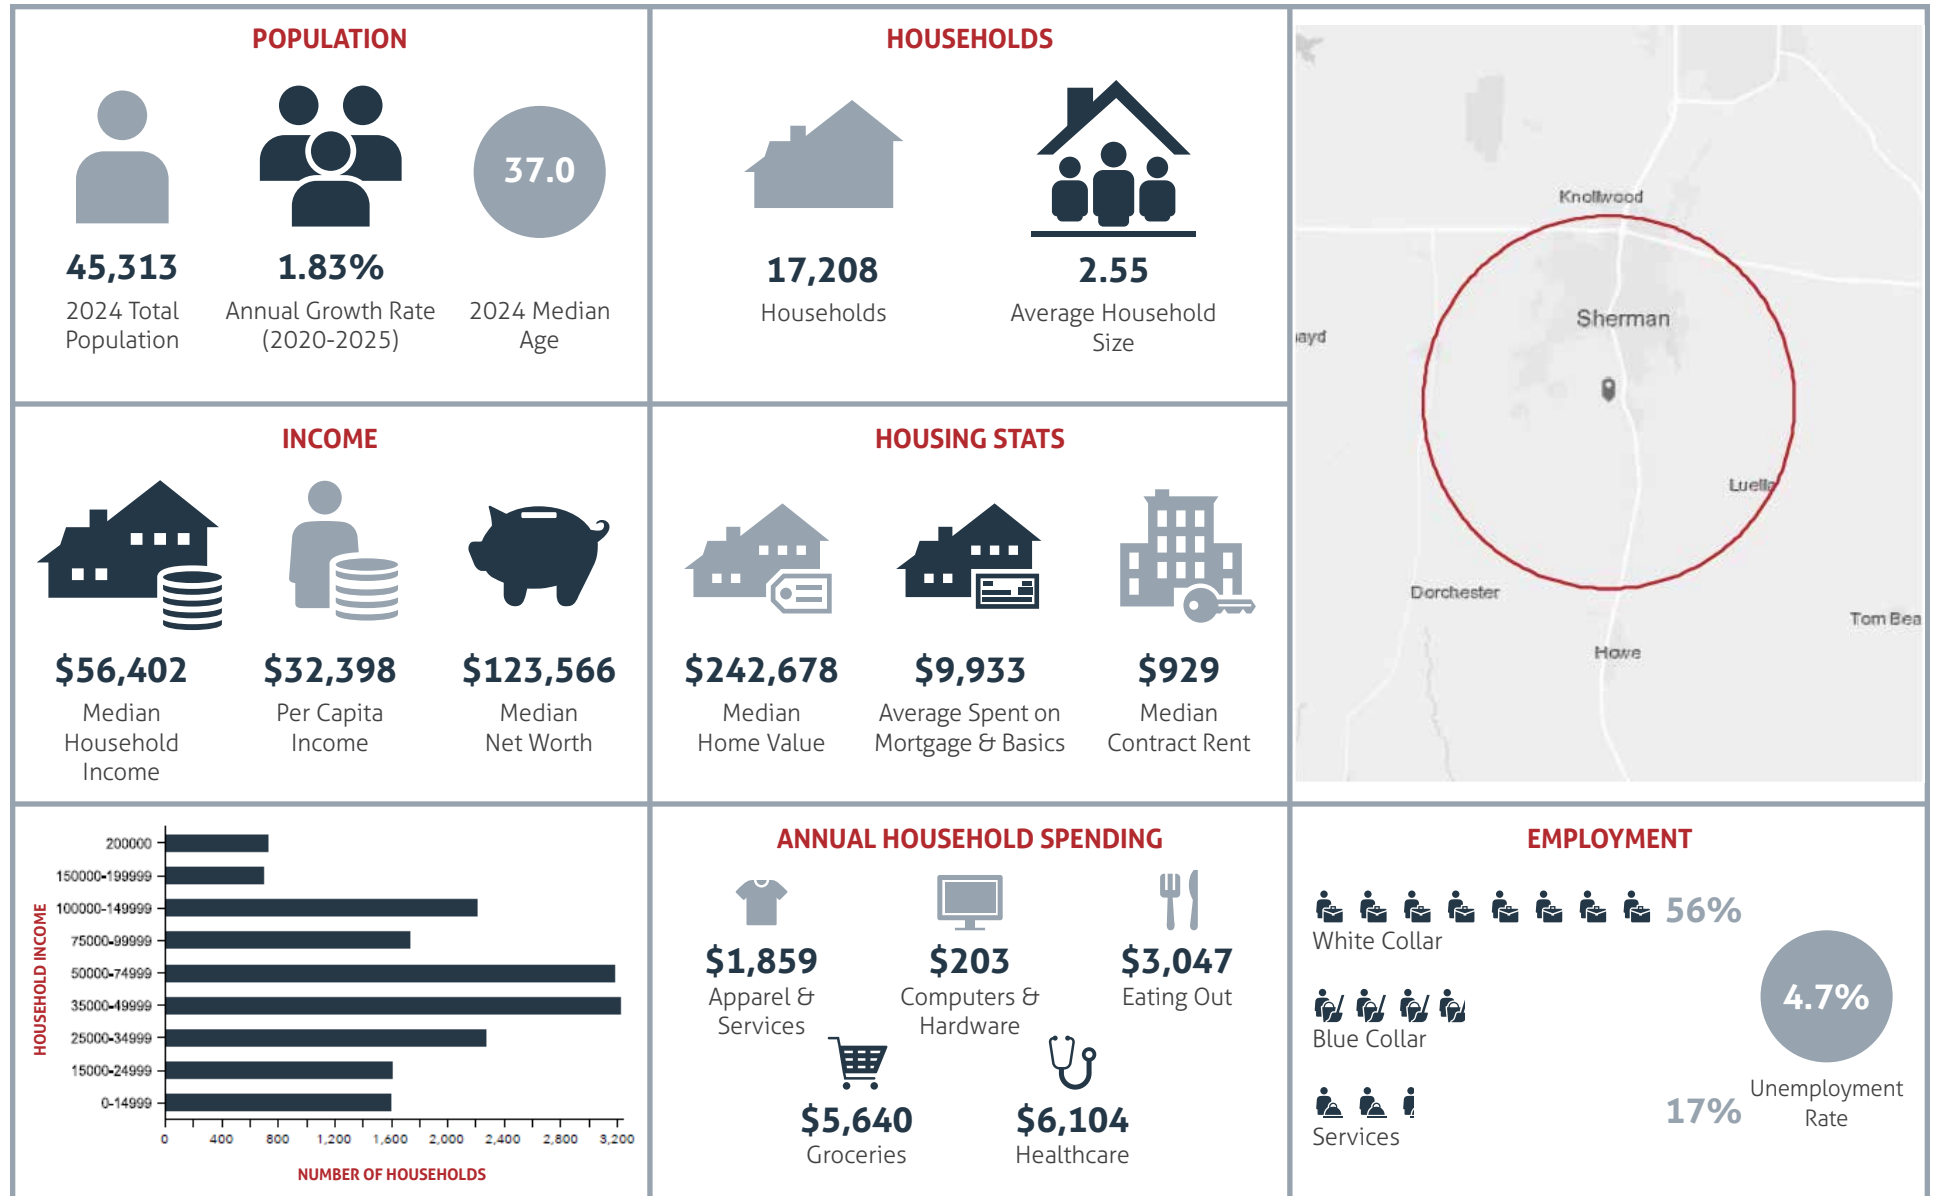 POPULATION
37.0
45,313
1.83%
2024 Total
Population
Annual Growth Rate
(2020-2025)
2024 Median
Age
HOUSEHOLDS
17,208
2.55
Households
Average Household
Size
Knollwood
Sherman
ayd
Luella
Dorchester
Tom Bea
Howe
INCOME
$56,402
$32,398
$123,566
Median
Household
Income
Per Capita
Income
Median
Net Worth
HOUSING STATS
$242,678
$9,933
$929
Median
Home Value
Average Spent on
Mortgage & Basics
Median
Contract Rent
HOUSEHOLD INCOME
200000
150000-199999
100000-149999
75000-99999
50000-74999
35000-49999
25000-34999
15000-24999
0-14999
0 400 800 1,200 1,600 2,000 2,400 2,800 3,200
NUMBER OF HOUSEHOLDS
ANNUAL HOUSEHOLD SPENDING
$1,859
$203
$3,047
Apparel &
Services
Computers &
Hardware
Eating Out
$5,640
$6,104
Groceries
Healthcare
EMPLOYMENT
56%
White Collar
Blue Collar
17%
Services
4.7%
Unemployment
Rate